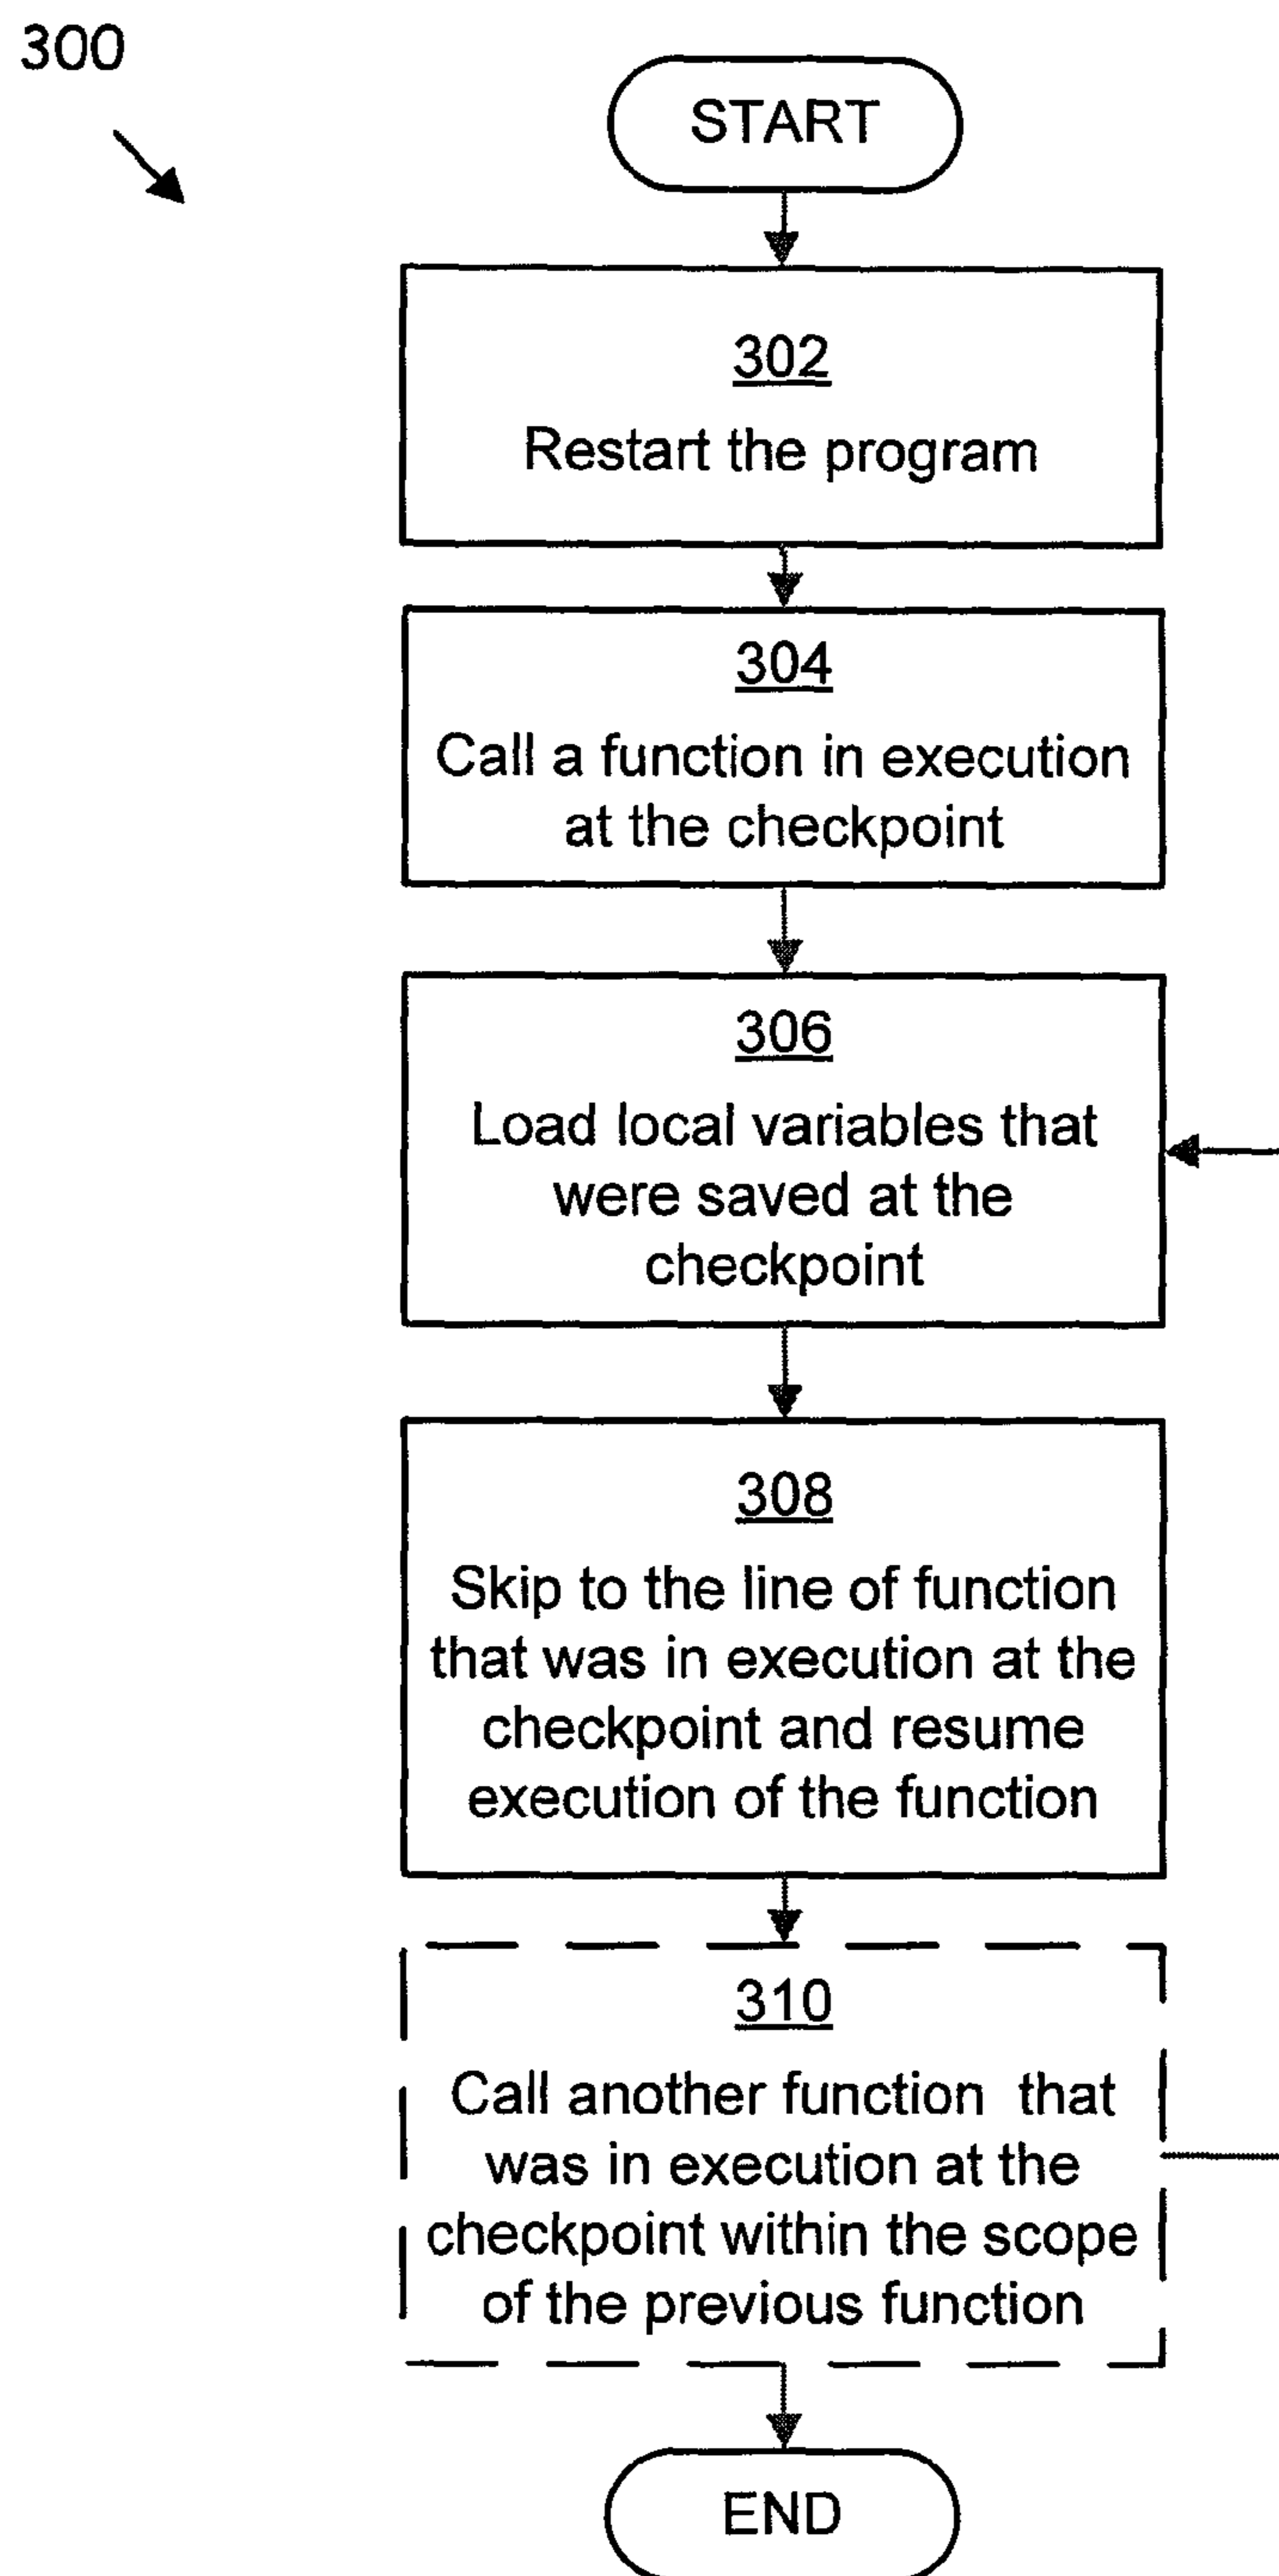 300
START
302
Restart the program
304
Call a function in execution
at the checkpoint
306
Load local variables that
were saved at the
checkpoint
308
Skip to the line of function
that was in execution at the
checkpoint and resume
execution of the function
310
Call another function that
was in execution at the
checkpoint within the scope
of the previous function
END